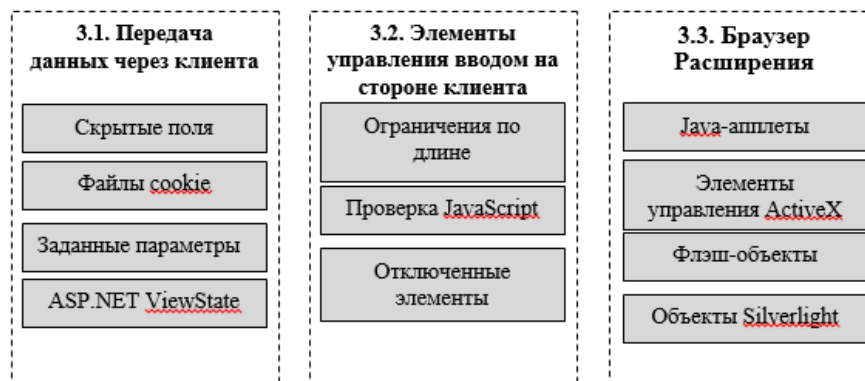 3.1. Передача
данных через клиента
Скрытые поля
Файлы cookie
Заданные параметры
ASP.NET ViewState
3.2. Элементы
управления вводом на
стороне клиента
Ограничения по
длине
Проверка JavaScript
Отключенные
элементы
3.3. Браузер
Расширения
Java-апплеты
Элементы
управления ActiveX
Флэш-объекты
Объекты Silverlight